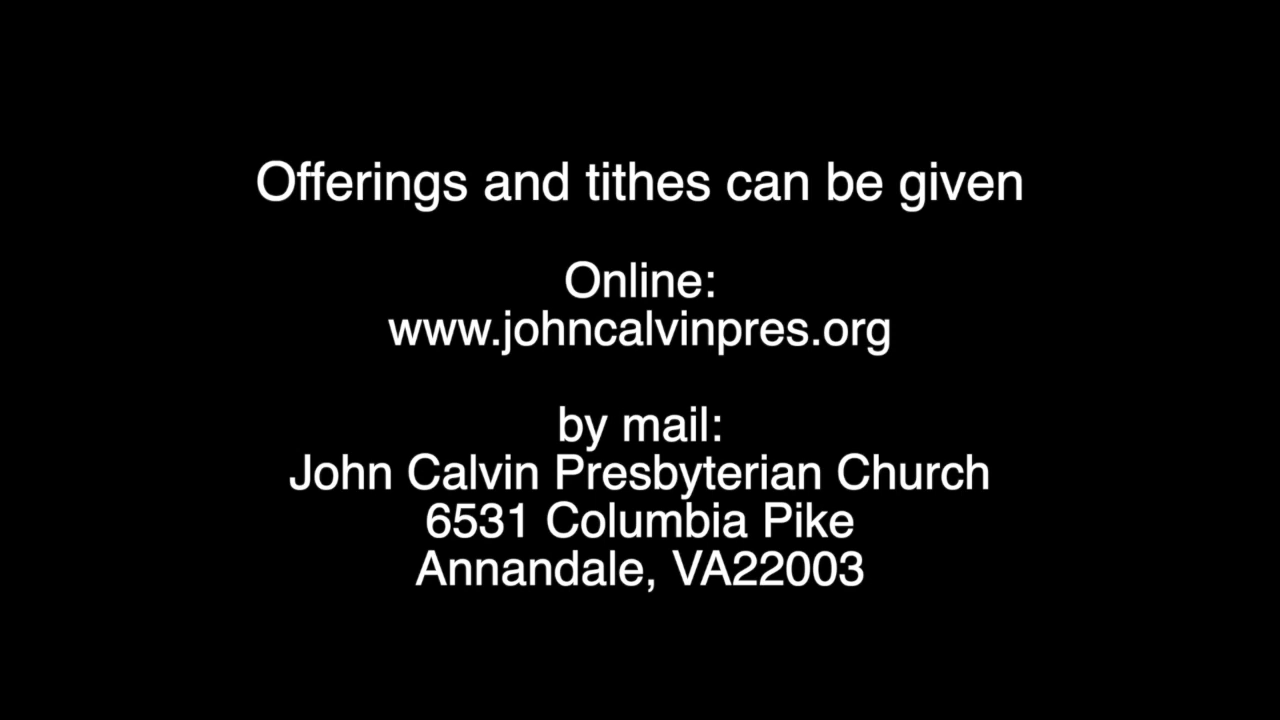 Offerings and tithes can be given
Online:
www.johncalvinpres.org
by mail:
John Calvin Presbyterian Church
6531 Columbia Pike
Annandale, VA22003